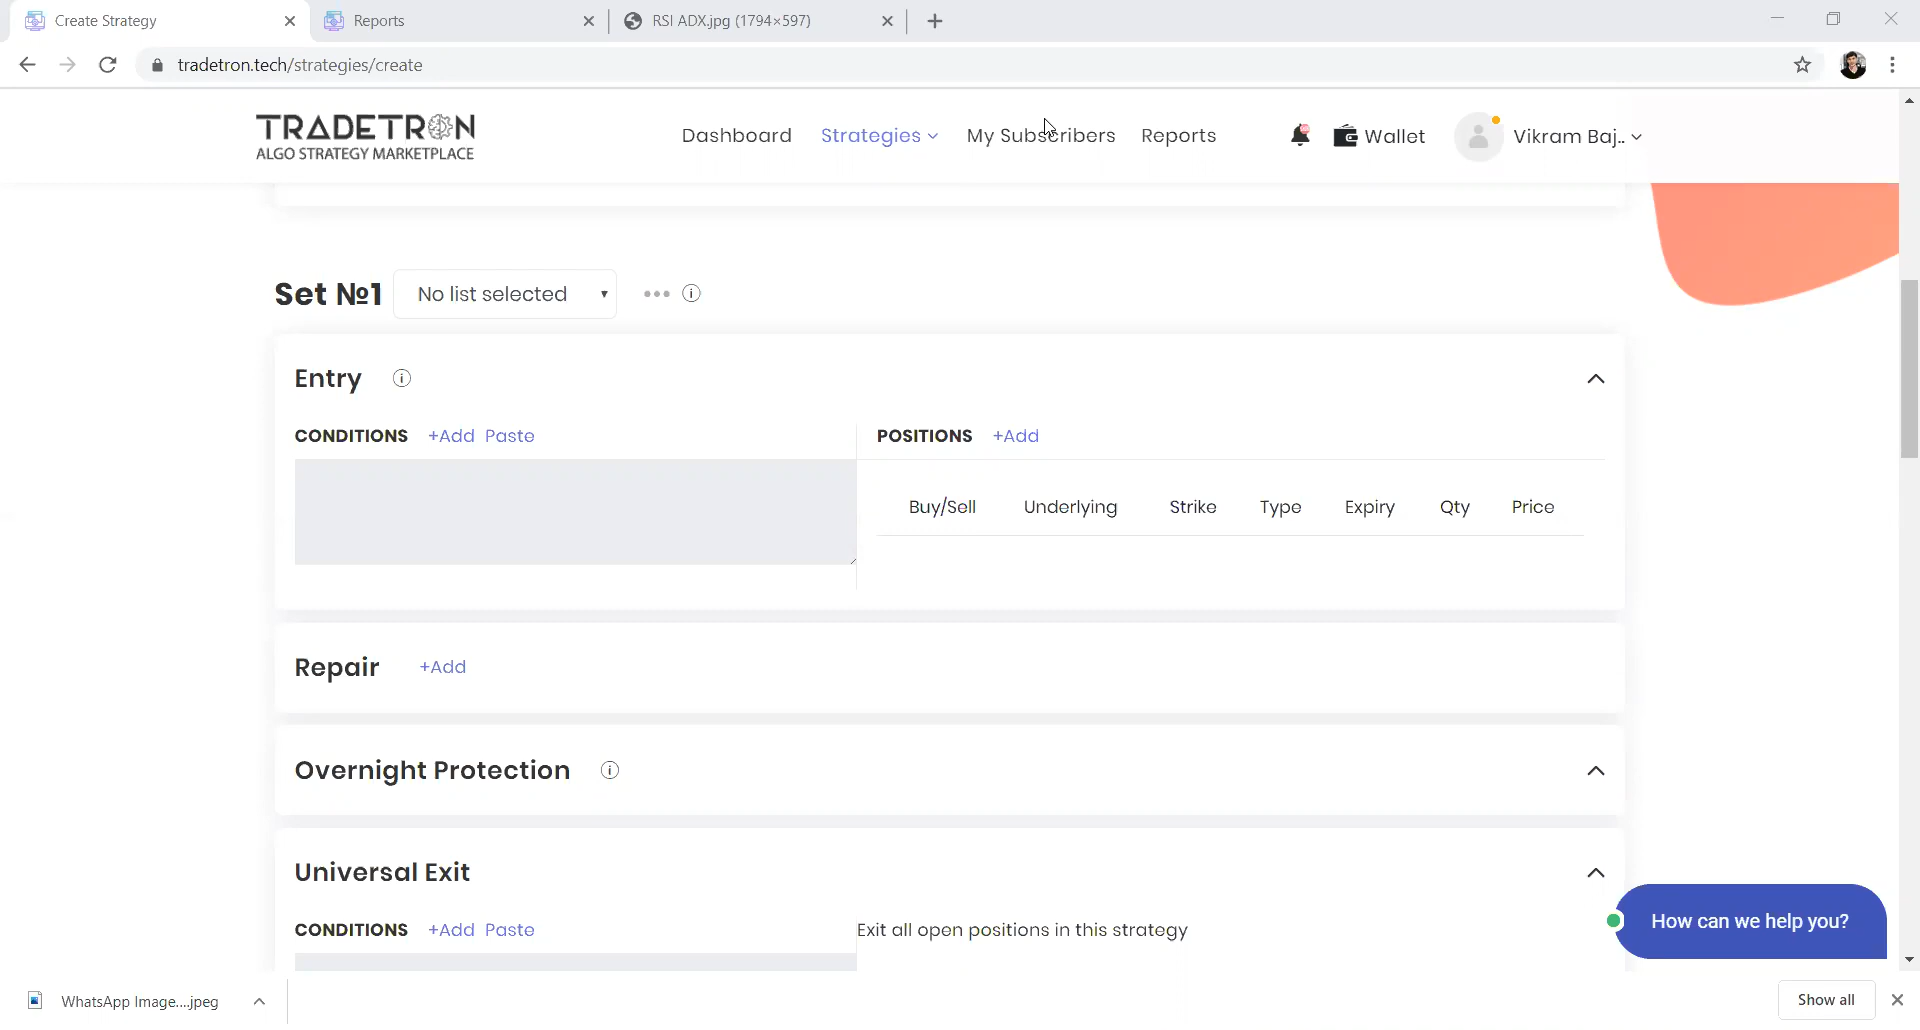 Create Strategy
Reports
RSI ADX.jpg (1794×597)
tradetron.tech/strategies/create
TRADETRON
ALGO STRATEGY MARKETPLACE
Dashboard
Strategies
My Subscribers
Reports
Wallet
Vikram Baj..
Set №1
No list selected
Entry
CONDITIONS +Add Paste
POSITIONS +Add
Buy/Sell Underlying Strike Type Expiry Qty Price
Repair +Add
Overnight Protection
Universal Exit
CONDITIONS +Add Paste
Exit all open positions in this strategy
How can we help you?
WhatsApp Image....jpeg
Show all